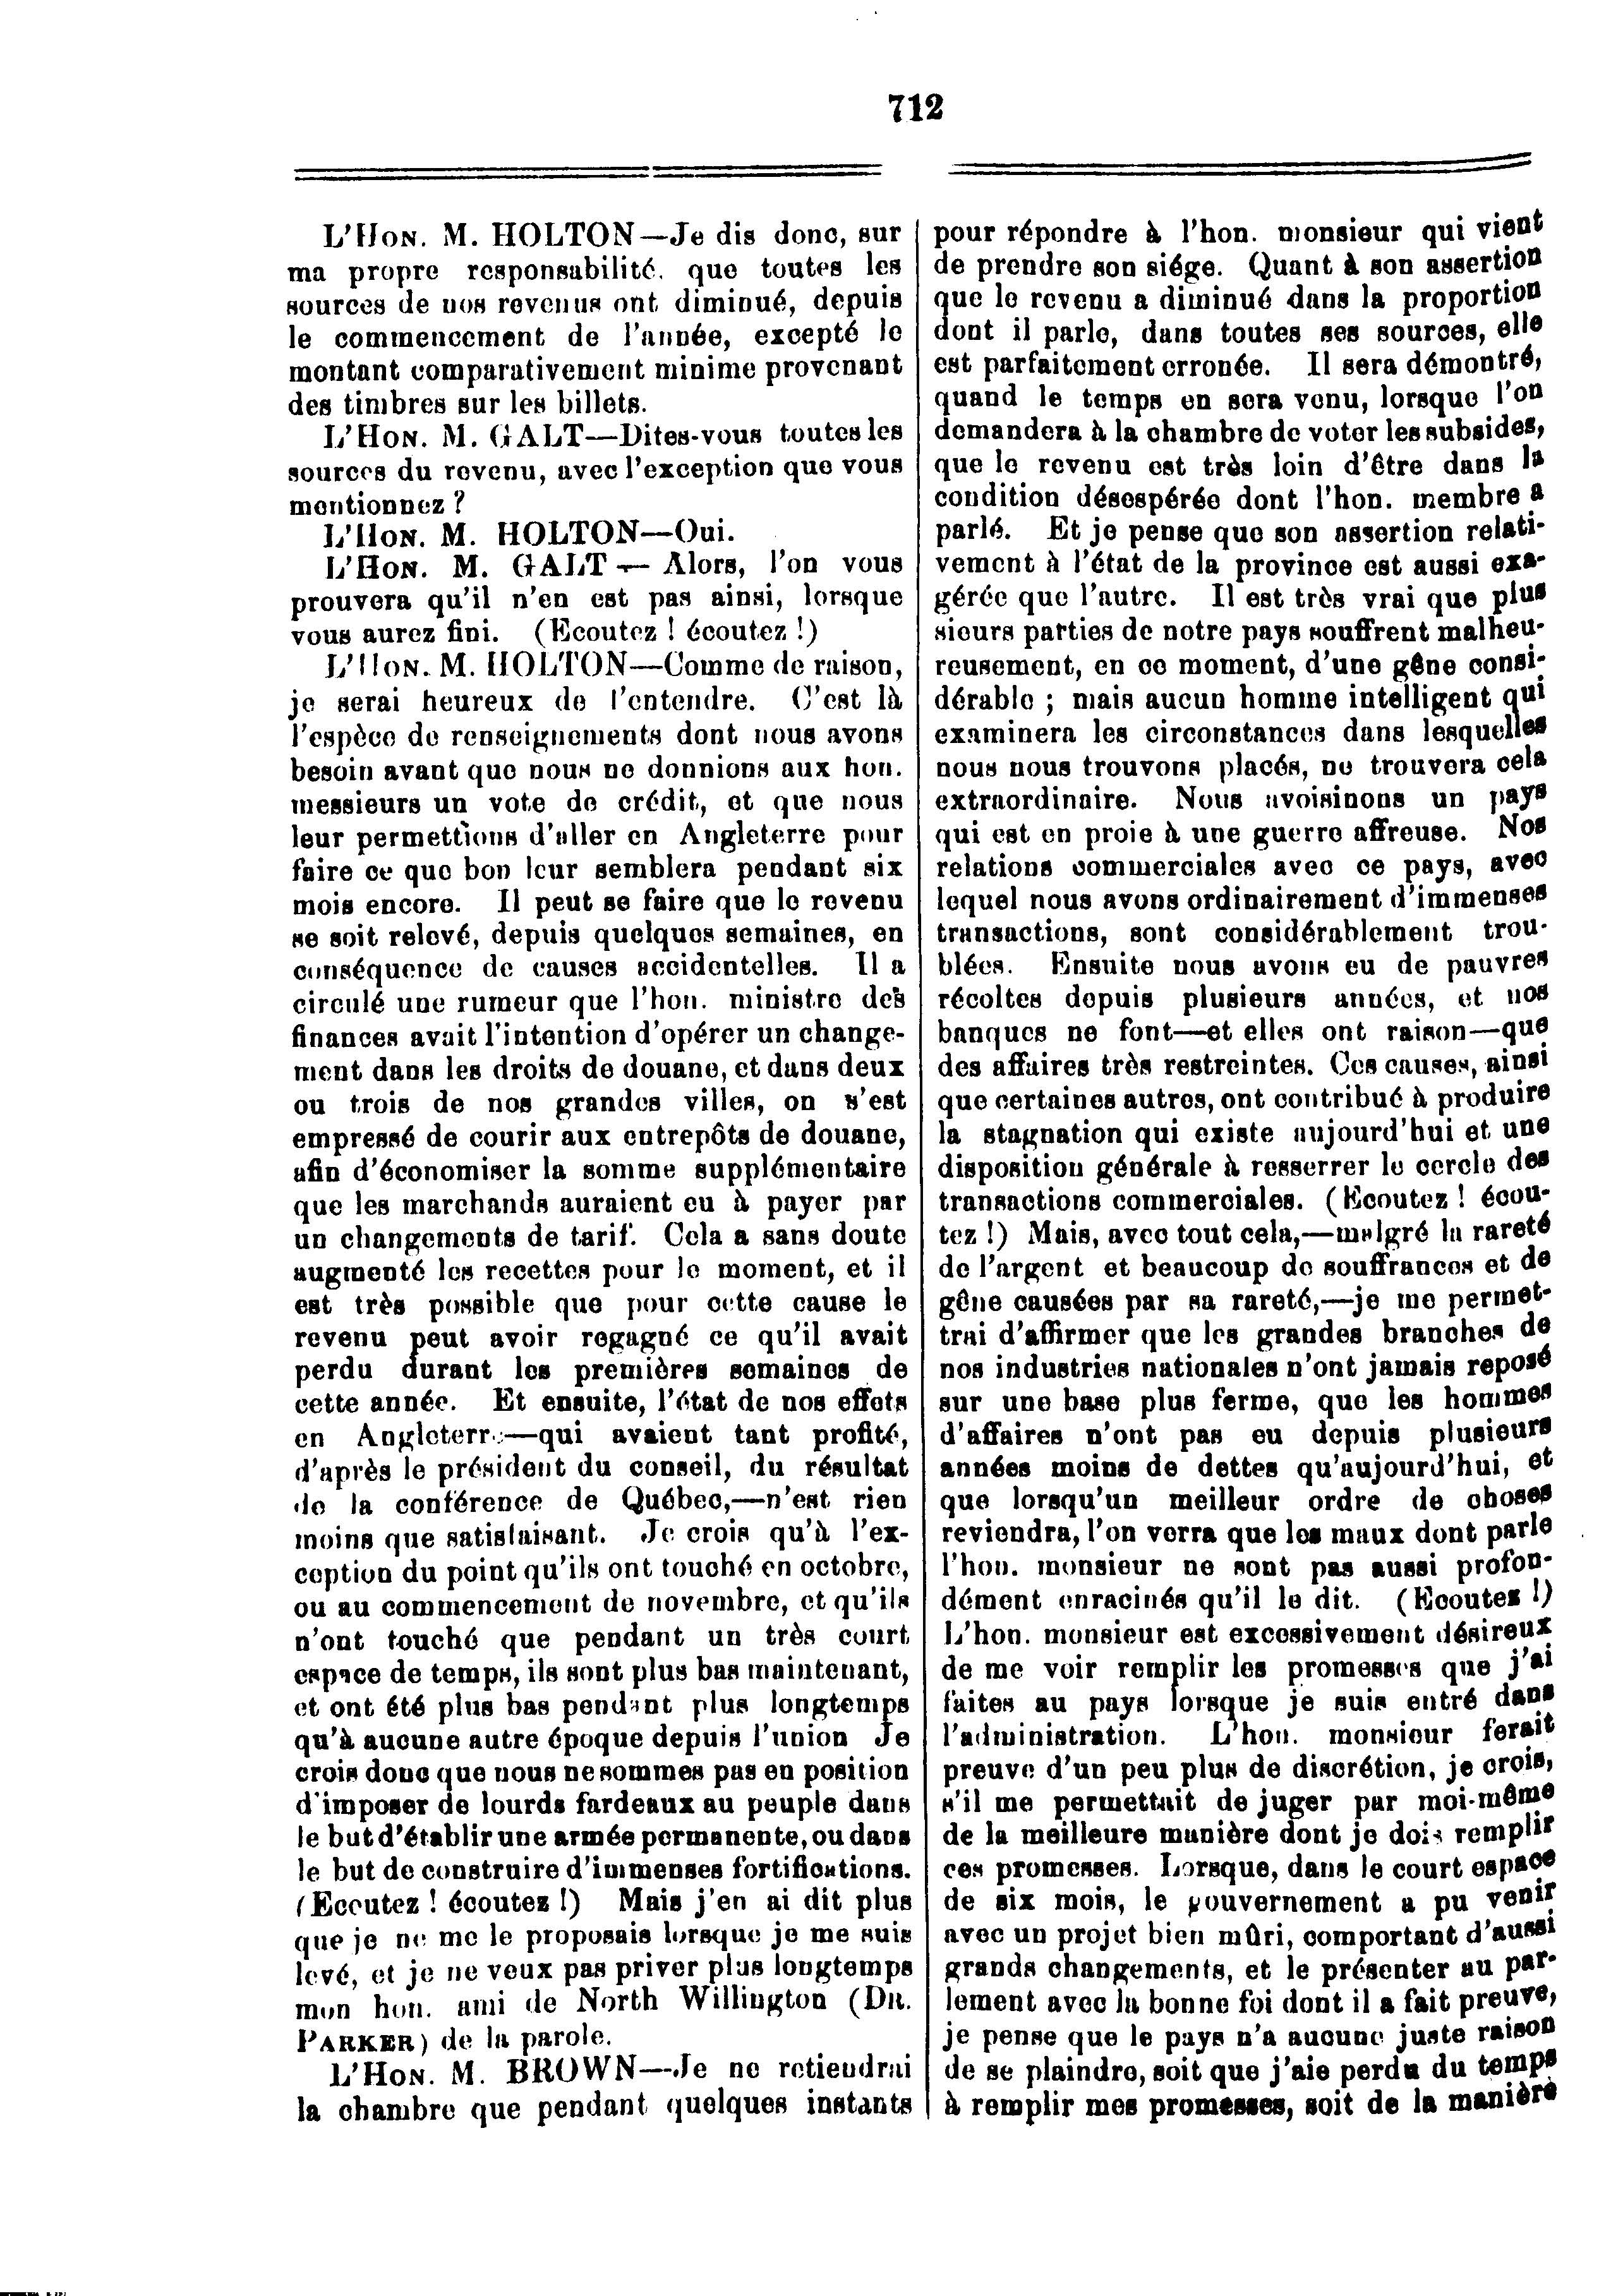 712
L'HON. M. HOLTON—Je dis donc, sur
ma propre responsabilité, que toutes les
sources de nos revenus ont diminué, depuis
le commencement de l'année, excepté le
montant comparativement minime provenant
des timbres sur les billets.
L'HON. M. GALT—Dites-vous toutes les
sources du revenu, avec l'exception que vous
mentionnez ?
L'HON. M. HOLTON—Oui.
L'HON. M. GALT — Alors, l'on vous
prouvera qu'il n'en est pas ainsi, lorsque
vous aurez fini. (Ecoutez ! écoutez !)
L'HON. M. HOLTON—Comme de raison,
je serai heureux de l'entendre. C'est là
l'espèce de renseignements dont nous avons
besoin avant que nous ne donnions aux hon.
messieurs un vote de crédit, et que nous
leur permettions d'aller en Angleterre pour
faire ce que bon leur semblera pendant six
mois encore. Il peut se faire que le revenu
se soit relevé, depuis quelques semaines, en
conséquence de causes accidentelles. Il a
circulé une rumeur que l'hon. ministre des
finances avait l'intention d'opérer un change-
ment dans les droits de douane, et dans deux
ou trois de nos grandes villes, on s'est
empressé de courir aux entrepôts de douane,
afin d'économiser la somme supplémentaire
que les marchands auraient eu à payer par
un changements de tarif. Cela a sans doute
augmenté les recettes pour le moment, et il
est très possible que pour cette cause le
revenu peut avoir regagné ce qu'il avait
perdu durant les premières semaines de
cette année. Et ensuite, l'état de nos effets
en Angleterre—qui avaient tant profité,
d'après le président du conseil, du résultat
de la conférence de Québec,—n'est rien
moins que satisfaisant. Je crois qu'à l'ex-
ception du point qu'ils ont touché en octobre,
ou au commencement de novembre, et qu'ils
n'ont touché que pendant un très court
espace de temps, ils sont plus bas maintenant,
et ont été plus bas pendant plus longtemps
qu'à aucune autre époque depuis l'union Je
crois donc que nous ne sommes pas en position
d'imposer de lourds fardeaux au peuple dans
le but d'établir une armée permanente, ou dans
le but de construire d'immenses fortifications.
(Ecoutez ! écoutez !) Mais j'en ai dit plus
que je ne me le proposais lorsque je me suis
levé, et je ne veux pas priver plus longtemps
mon hon. ami de North Willington (DR.
PARKER) de la parole.
L'HON. M. BROWN—Je ne retiendrai
la chambre que pendant quelques instants
pour répondre à l'hon. monsieur qui vient
de prendre son siége. Quant à son assertion
que le revenu a diminué dans la proportion
dont il parle, dans toutes ses sources, elle
est parfaitement erronée. Il sera démontré,
quand le temps en sera venu, lorsque l'on
demandera à la chambre de voter les subsides,
que le revenu est très loin d'être dans la
condition désespérée dont l'hon. membre a
parlé. Et je pense que son assertion relati-
vement à l'état de la province est aussi exa-
gérée que l'autre. Il est très vrai que plus
sieurs parties de notre pays souffrent malheu-
reusement, en ce moment, d'une gêne consi-
dérable ; mais aucun homme intelligent qui
examinera les circonstances dans lesquelles
nous nous trouvons placés, ne trouvera cela
extraordinaire. Nous avoisinons un pays
qui est en proie à une guerre affreuse. Nos
relations commerciales avec ce pays, avec
lequel nous avons ordinairement d'immenses
transactions, sont considérablement trou-
blées. Ensuite nous avons eu de pauvres
récoltes depuis plusieurs années, et nos
banques ne font—et elles ont raison—que
des affaires très restreintes. Ces causes, ainsi
que certaines autres, ont contribué à produire
la stagnation qui existe aujourd'hui et une
disposition générale à resserrer le cercle des
transactions commerciales. (Ecoutez ! écou-
tez !) Mais, avec tout cela,—malgré la rareté
de l'argent et beaucoup de souffrances et de
gêne causées par sa rareté,—je me permet-
trai d'affirmer que les grandes branches de
nos industries nationales n'ont jamais reposé
sur une base plus ferme, que les hommes
d'affaires n'ont pas eu depuis plusieurs
années moins de dettes qu'aujourd'hui, et
que lorsqu'un meilleur ordre de choses
reviendra, l'on verra que les maux dont parle
l'hon. monsieur ne sont pas aussi profon-
dément enracinés qu'il le dit. (Ecoutez !)
L'hon. monsieur est excessivement désireux
de me voir remplir les promesses que j'ai
faites au pays lorsque je suis entré dans
l'administration. L'hon. monsieur ferait
preuve d'un peu plus de discrétion, je crois,
s'il me permettait de juger par moi-même
de la meilleure manière dont je dois remplir
ces promesses. Lorsque, dans le court espace
de six mois, le gouvernement a pu venir
avec un projet bien mûri, comportant d'aussi
grands changements, et le présenter au par-
lement avec la bonne foi dont il a fait preuve,
je pense que le pays n'a aucune juste raison
de se plaindre, soit que j'aie perdu du temps
à remplir mes promesses, soit de la manière